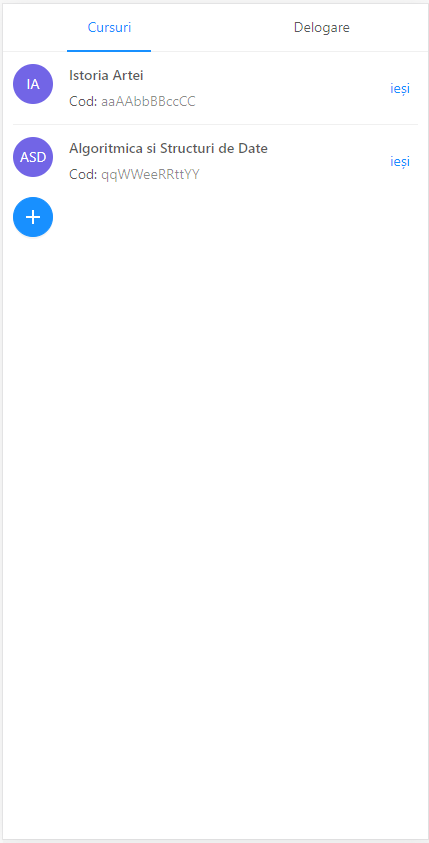 Cursuri Delogare
IA Istoria Artei
Cod: aaAAbbBBccCC
ieși
ASD Algoritmica si Structuri de Date
Cod: qqWWeeRRttYY
ieși
+